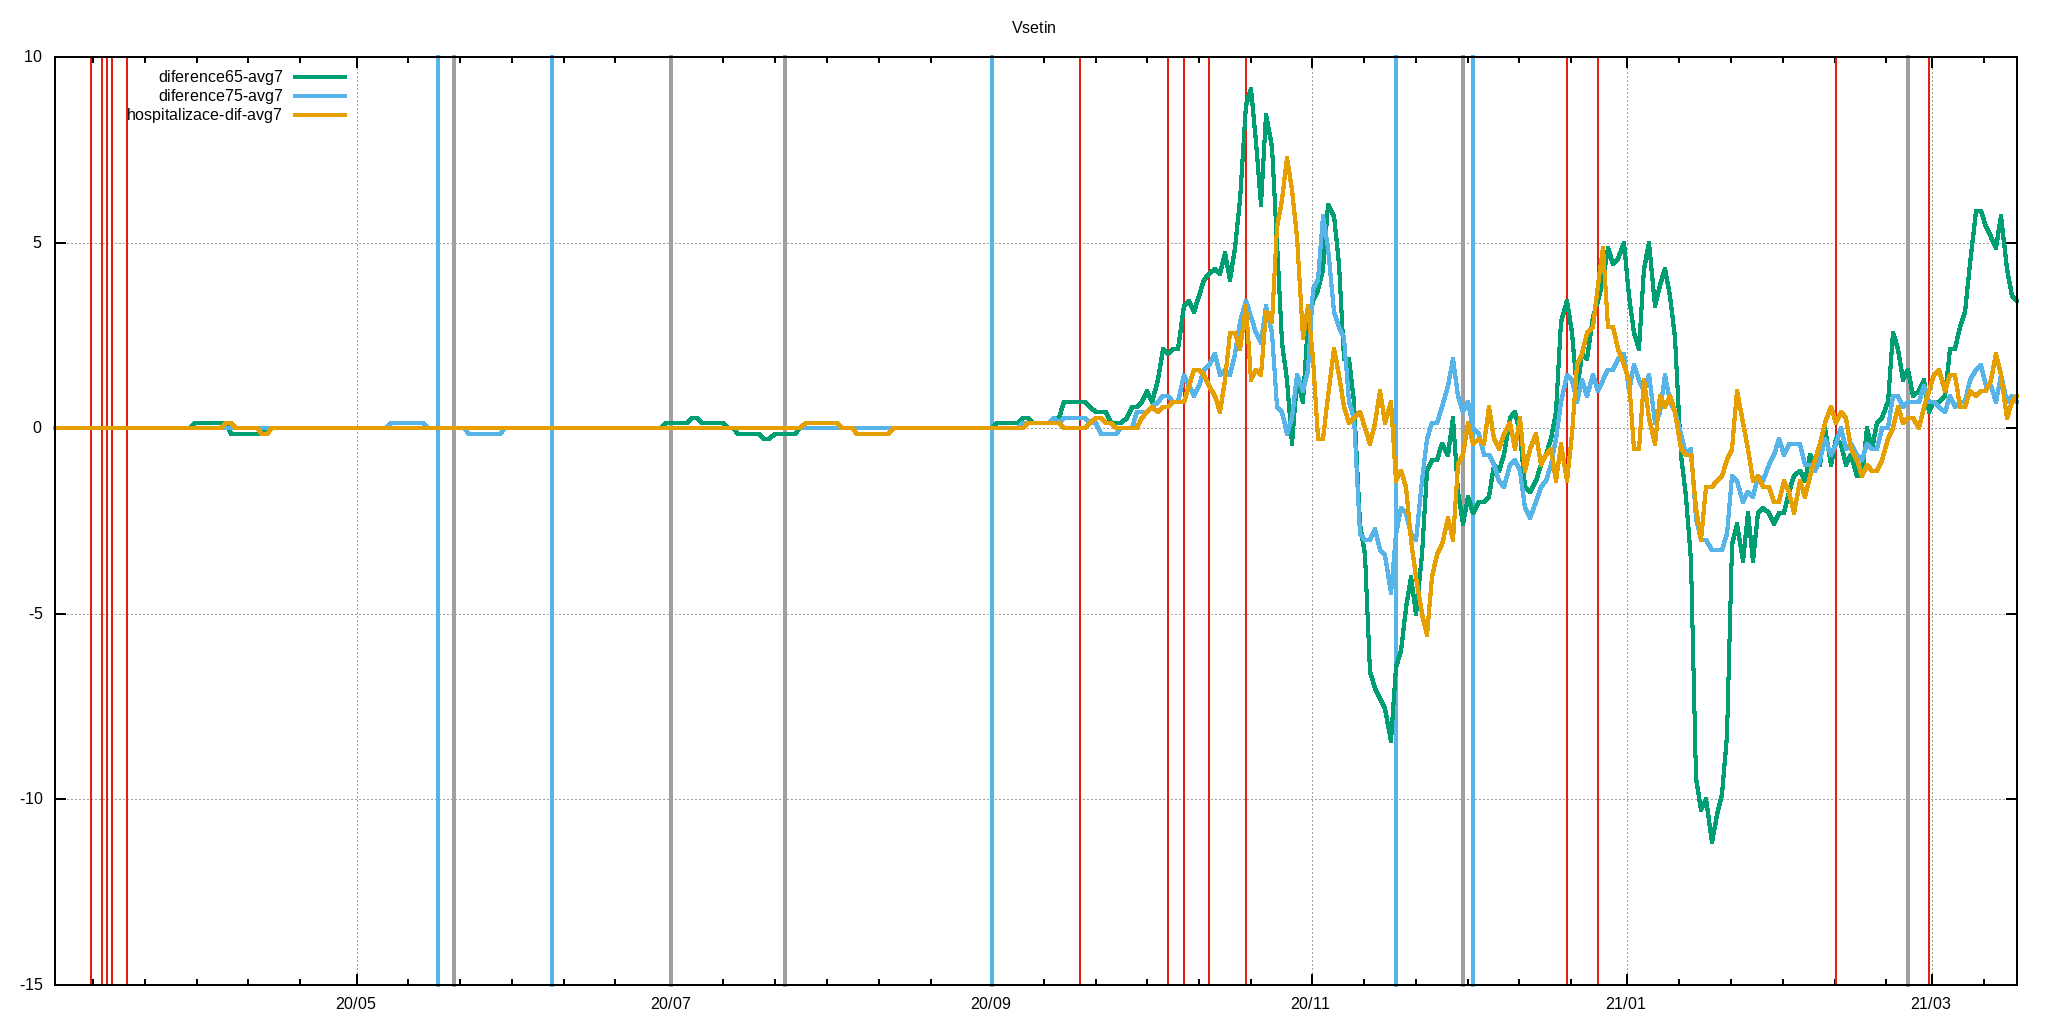 Vsetin
10
diference65-avg7
diference75-avg7
hospitalizace-dif-avg7
5
0
-5
-10
-15
20/05 20/07 20/09 20/11 21/01 21/03